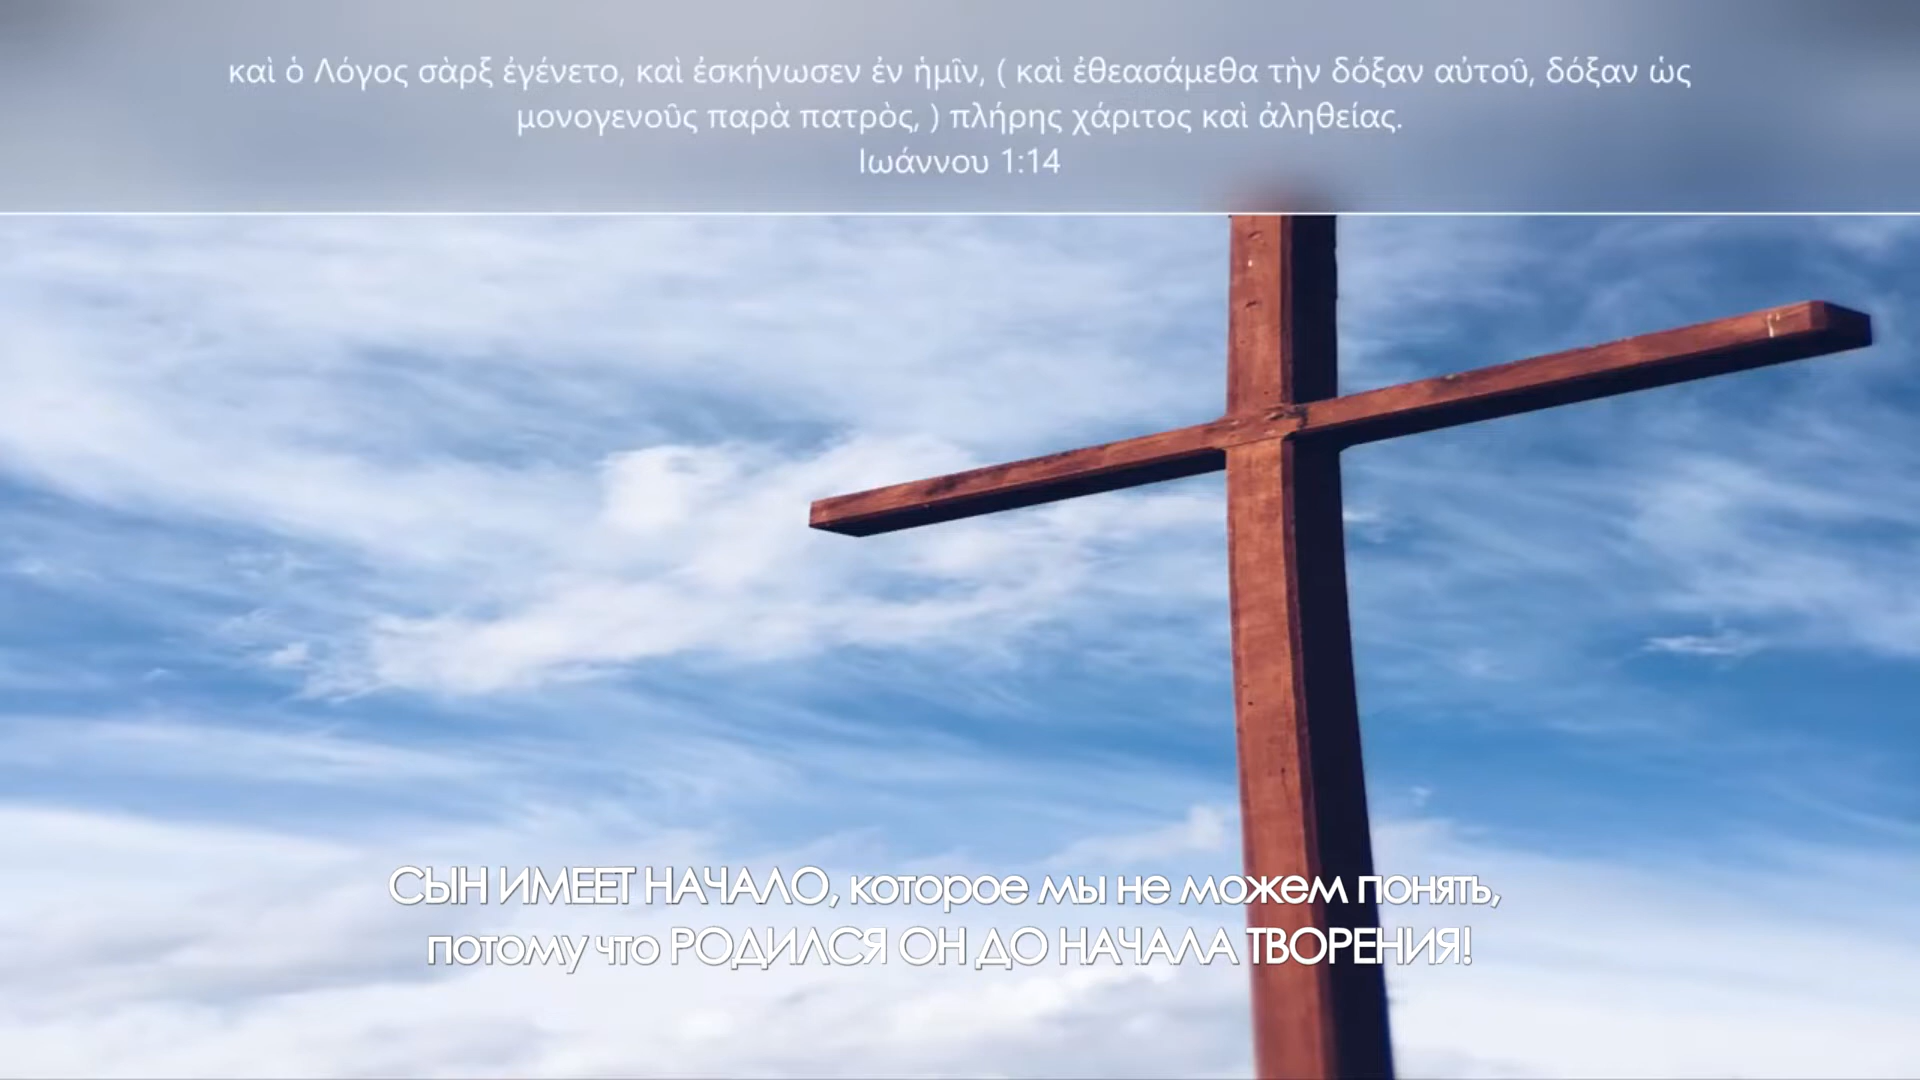 καὶ ὁ Λόγος σὰρξ ἐγένετο, καὶ ἐσκήνωσεν ἐν ἡμῖν, ( καὶ ἐθεασάμεθα τὴν δόξαν αὐτοῦ, δόξαν ὡς
μονογενοῦς παρὰ πατρὸς, ) πλήρης χάριτος καὶ ἀληθείας.
Ιωάννου 1:14
СЫН ИМЕЕТ НАЧАЛО, которое мы не можем понять,
потому что РОДИЛСЯ ОН ДО НАЧАЛА ТВОРЕНИЯ!